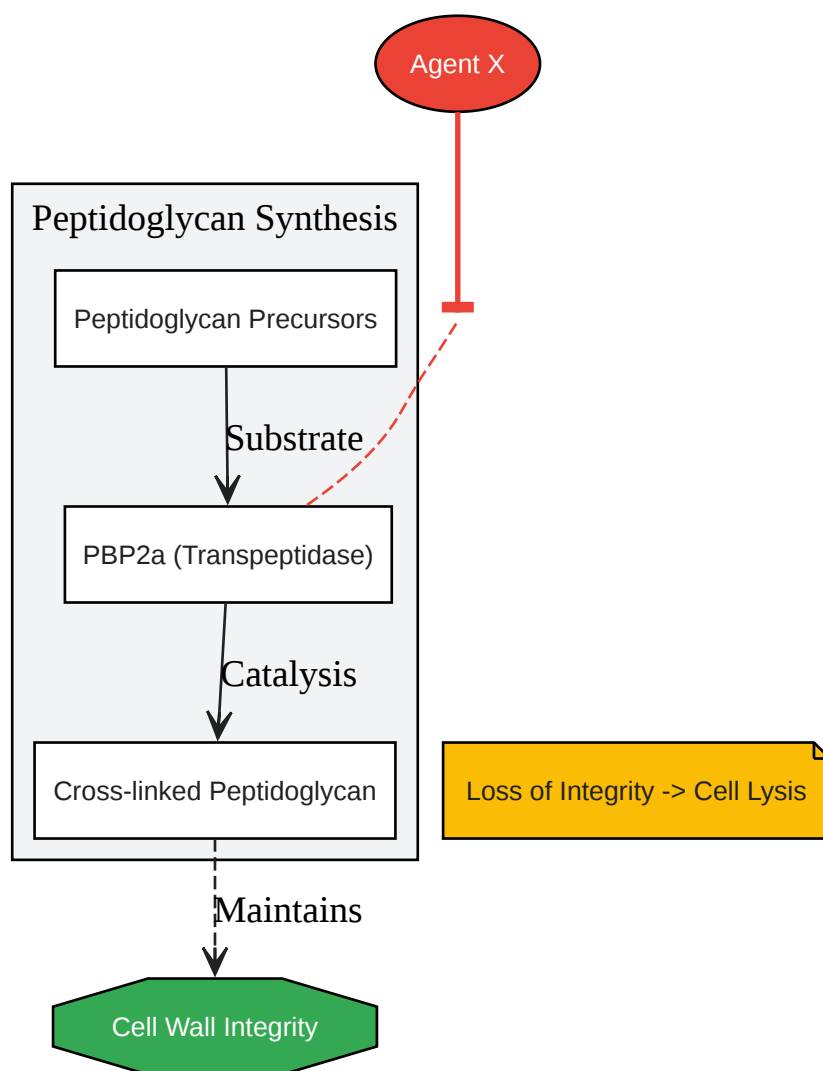 Agent X
Peptidoglycan Synthesis
Peptidoglycan Precursors
Substrate
PBP2a (Transpeptidase)
Catalysis
Cross-linked Peptidoglycan
Loss of Integrity -> Cell Lysis
Maintains
Cell Wall Integrity